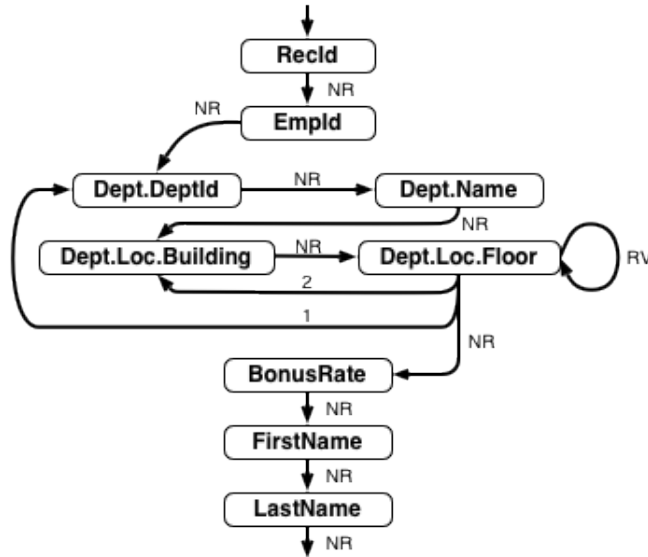 RecId
NR
NR
EmpId
Dept.DeptId
NR
Dept.Name
NR
Dept.Loc.Building
NR
Dept.Loc.Floor
RV
2
1
NR
BonusRate
NR
FirstName
NR
LastName
NR